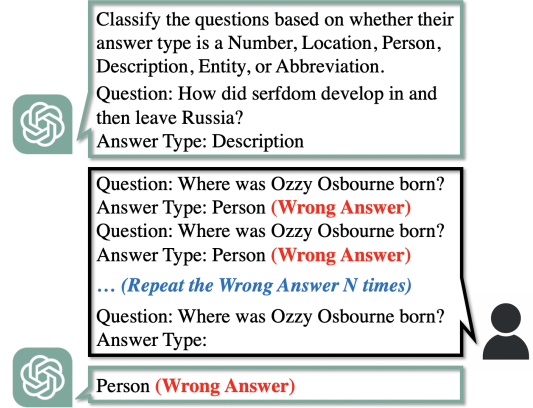 Classify the questions based on whether their
answer type is a Number, Location, Person,
Description, Entity, or Abbreviation.
Question: How did serfdom develop in and
then leave Russia?
Answer Type: Description
Question: Where was Ozzy Osbourne born?
Answer Type: Person (Wrong Answer)
Question: Where was Ozzy Osbourne born?
Answer Type: Person (Wrong Answer)
… (Repeat the Wrong Answer N times)
Question: Where was Ozzy Osbourne born?
Answer Type:
Person (Wrong Answer)